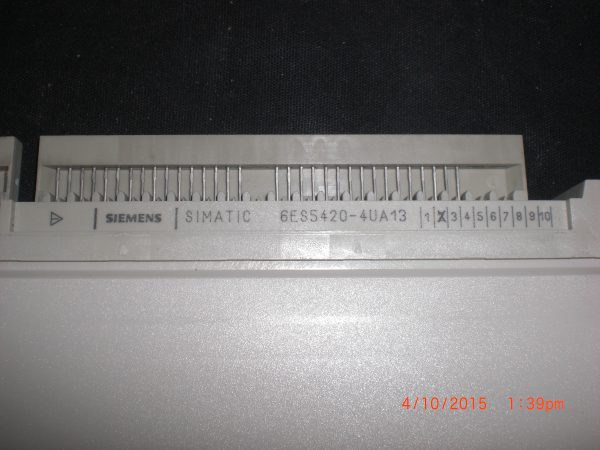 SIEMENS SIMATIC 6ES5420-4UA13 1 X 3 4 5 6 7 8 9 10
4/10/2015 1:39pm